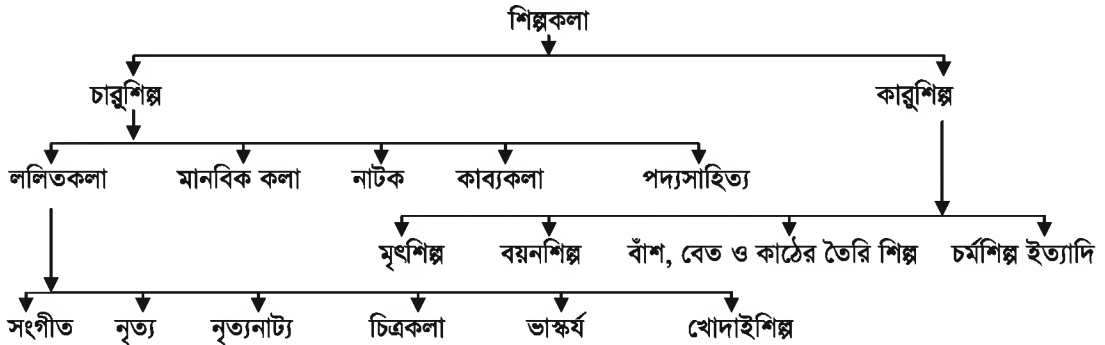 শিল্পকলা
চারুশিল্প কারুশিল্প
ললিতকলা মানবিক কলা নাটক কাব্যকলা পদ্যসাহিত্য
মৃৎশিল্প বয়নশিল্প বাঁশ, বেত ও কাঠের তৈরি শিল্প চর্মশিল্প ইত্যাদি
সংগীত নৃত্য নৃত্যনাট্য চিত্রকলা ভাস্কর্য খোদাইশিল্প